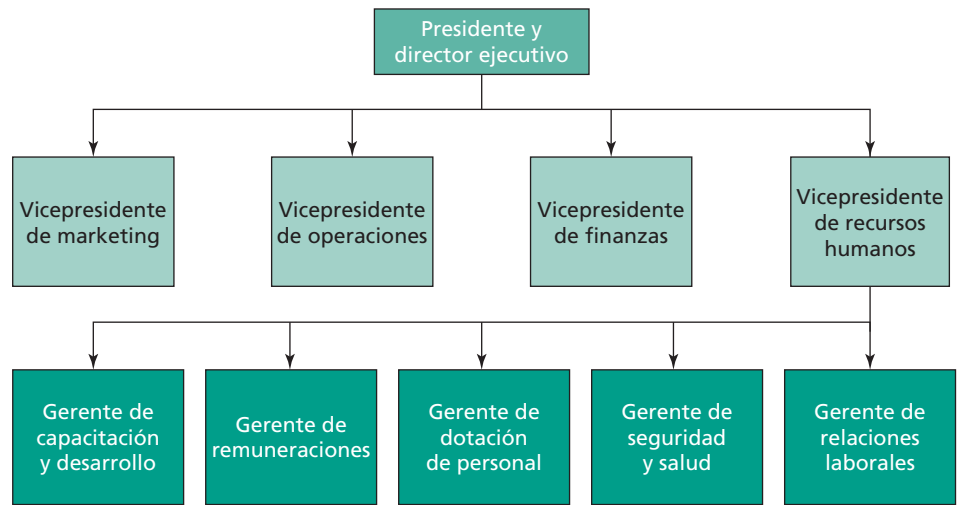 Presidente y
director ejecutivo
Vicepresidente
de marketing
Vicepresidente
de operaciones
Vicepresidente
de finanzas
Vicepresidente
de recursos
humanos
Gerente de
capacitación
y desarrollo
Gerente de
remuneraciones
Gerente de
dotación
de personal
Gerente de
seguridad
y salud
Gerente de
relaciones
laborales